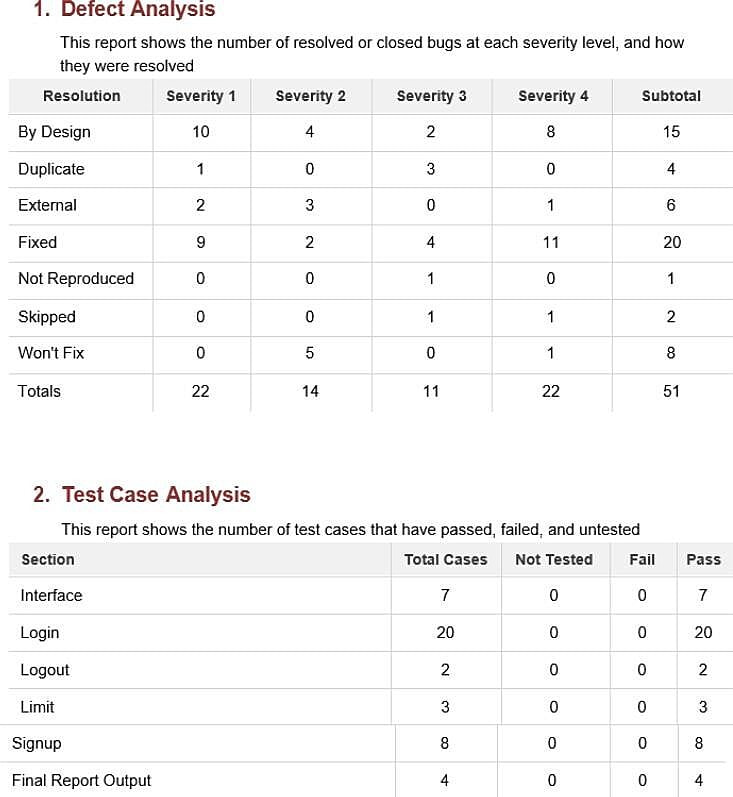 1. Defect Analysis
This report shows the number of resolved or closed bugs at each severity level, and how
they were resolved
Resolution Severity 1 Severity 2 Severity 3 Severity 4 Subtotal
By Design 10 4 2 8 15
Duplicate 1 0 3 0 4
External 2 3 0 1 6
Fixed 9 2 4 11 20
Not Reproduced 0 0 1 0 1
Skipped 0 0 1 1 2
Won't Fix 0 5 0 1 8
Totals 22 14 11 22 51
2. Test Case Analysis
This report shows the number of test cases that have passed, failed, and untested
Section Total Cases Not Tested Fail Pass
Interface 7 0 0 7
Login 20 0 0 20
Logout 2 0 0 2
Limit 3 0 0 3
Signup 8 0 0 8
Final Report Output 4 0 0 4